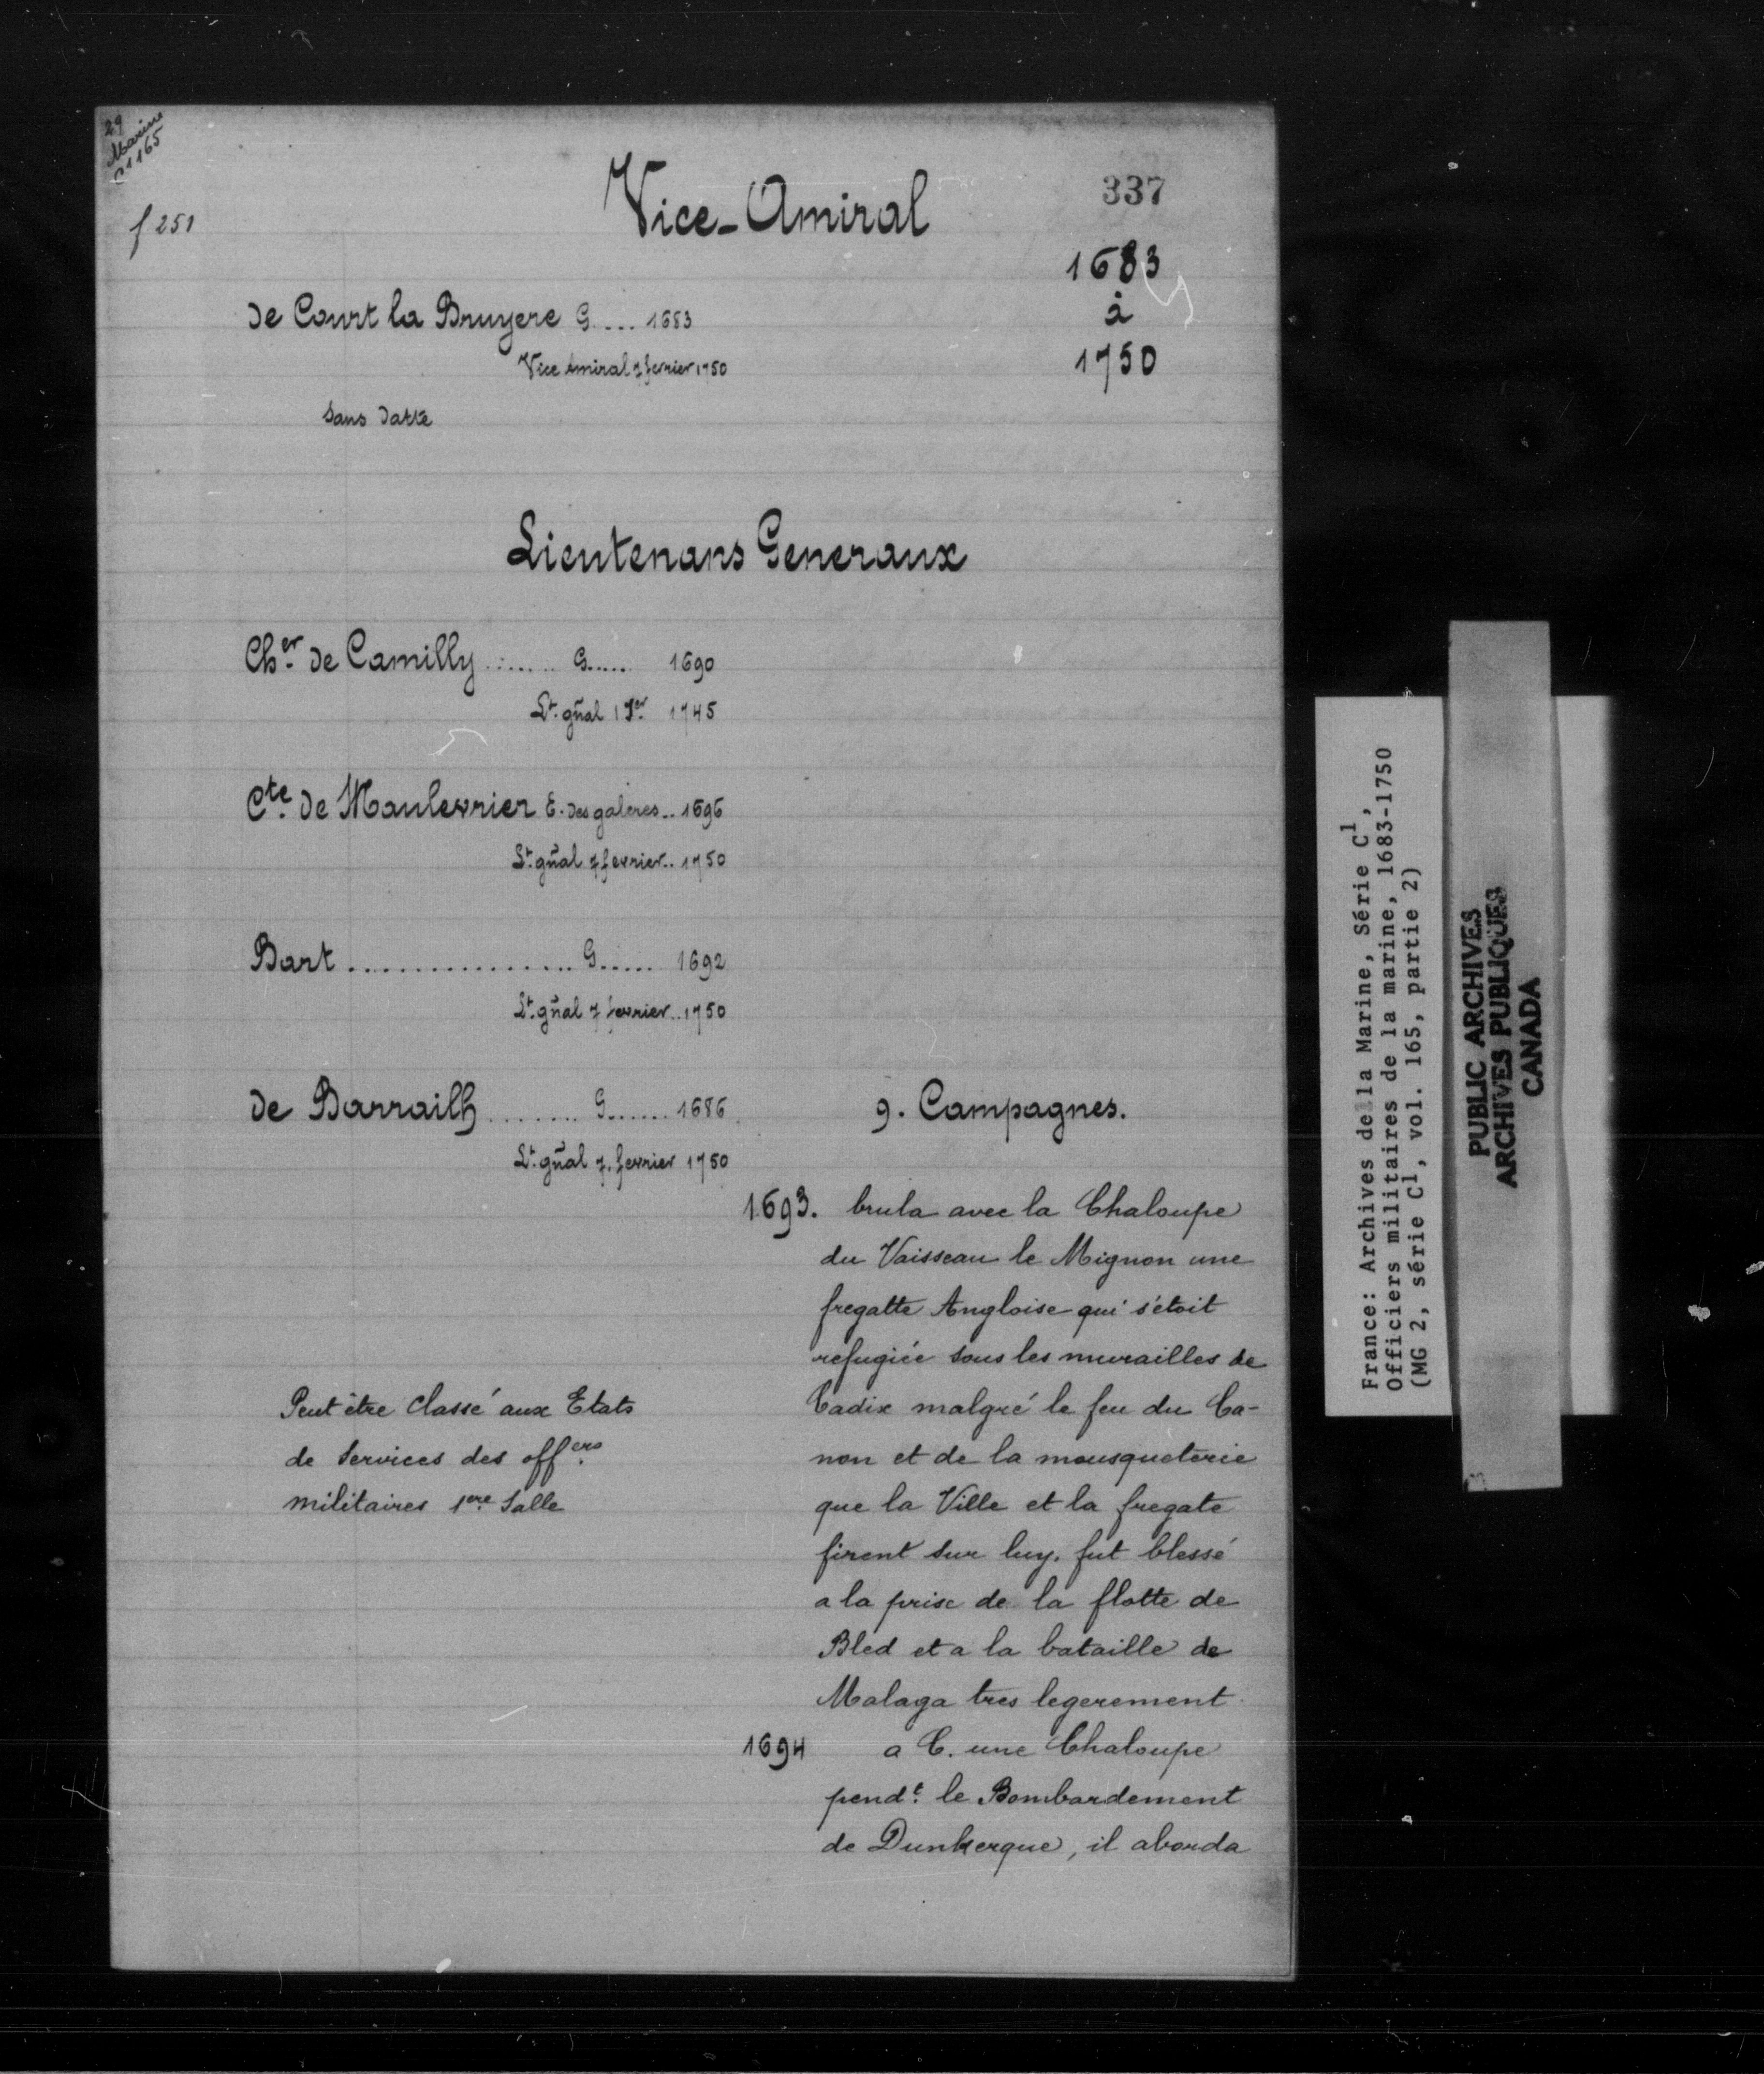 29
Marine
C1 165
f 251
337
Vice-Amiral
1683
à
1750
de Court la Bruyere G.... 1683
Vice Amiral 7 fevrier 1750
Sans datte
Lieutenans Generaux
Cher. de Camilly ....... G..... 1690
Lt. gñal 1 Jer. 1745
Cte. de Maulevrier E. des galeres.. 1696
Lt. gñal 7 fevrier.. 1750
Bart ................. G...... 1692
Lt. gñal 7 fevrier.. 1750
de Barrailh ........ G....... 1686
Lt. gñal 7. fevrier 1750
9. Campagnes.
1693. brula avec la Chaloupe
du Vaisseau le Mignon une
fregatte Angloise qui s'étoit
refugiée sous les murailles de
Cadix malgré le feu du Ca-
non et de la mousqueterie
que la Ville et la fregate
firent sur luy. fut blessé
a la prise de la flotte de
Bled et a la bataille de
Malaga tres legerement
1694 a C. une Chaloupe
pendt. le Bombardement
de Dunkerque, il aborda
Peut être classé aux Etats
de Services des offers.
militaires 1ere Salle
France: Archives de la Marine, Série C1,
Officiers militaires de la marine, 1683-1750
(MG 2, série C1, vol. 165, partie 2)
PUBLIC ARCHIVES
ARCHIVES PUBLIQUES
CANADA